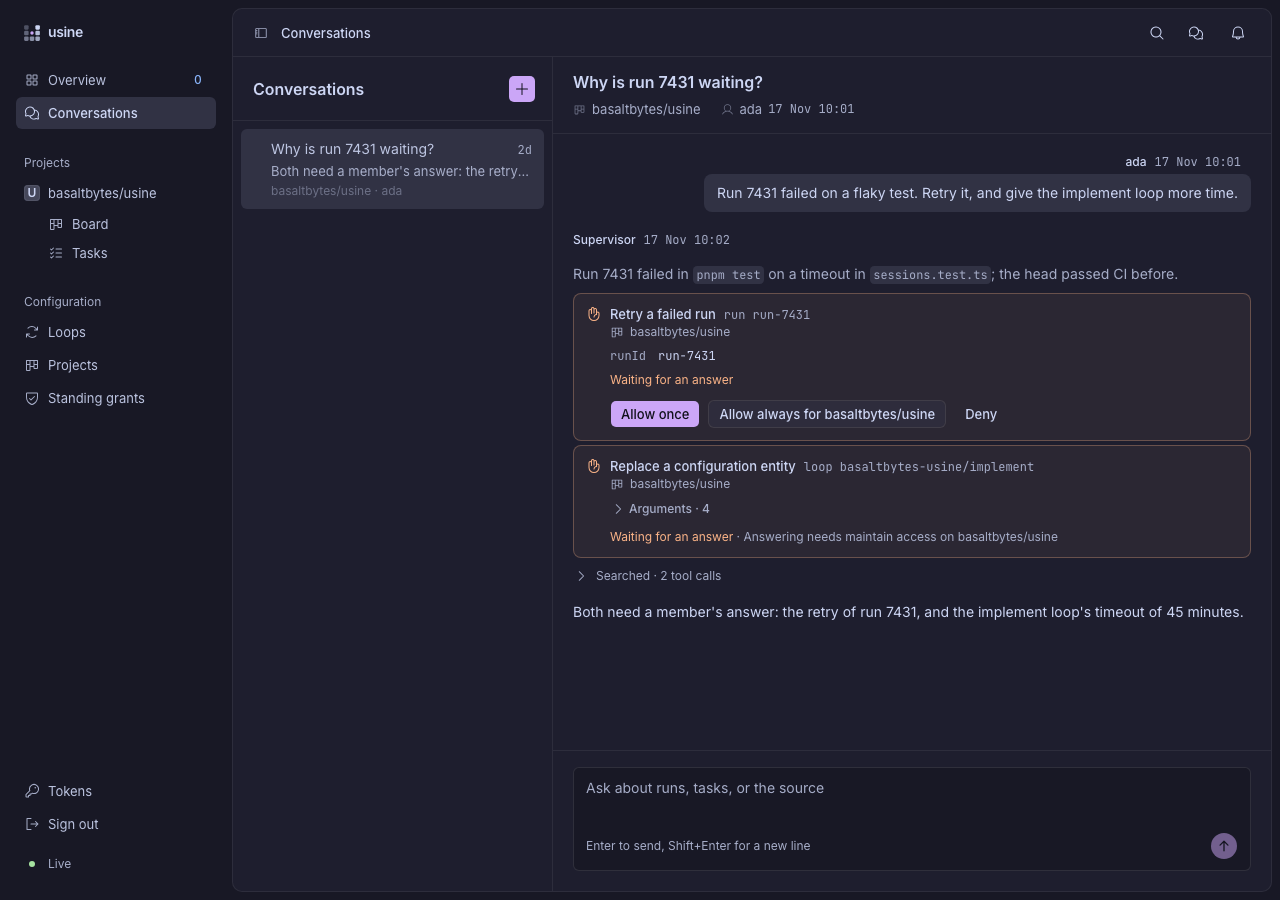 usine
Overview 0
Conversations
Projects
U basaltbytes/usine
Board
Tasks
Configuration
Loops
Projects
Standing grants
Tokens
Sign out
Live
Conversations
Conversations
Why is run 7431 waiting? 2d
Both need a member's answer: the retry…
basaltbytes/usine · ada
Why is run 7431 waiting?
basaltbytes/usine ada 17 Nov 10:01
ada 17 Nov 10:01
Run 7431 failed on a flaky test. Retry it, and give the implement loop more time.
Supervisor 17 Nov 10:02
Run 7431 failed in pnpm test on a timeout in sessions.test.ts; the head passed CI before.
Retry a failed run run run-7431
basaltbytes/usine
runId run-7431
Waiting for an answer
Allow once Allow always for basaltbytes/usine Deny
Replace a configuration entity loop basaltbytes-usine/implement
basaltbytes/usine
Arguments · 4
Waiting for an answer · Answering needs maintain access on basaltbytes/usine
Searched · 2 tool calls
Both need a member's answer: the retry of run 7431, and the implement loop's timeout of 45 minutes.
Ask about runs, tasks, or the source
Enter to send, Shift+Enter for a new line